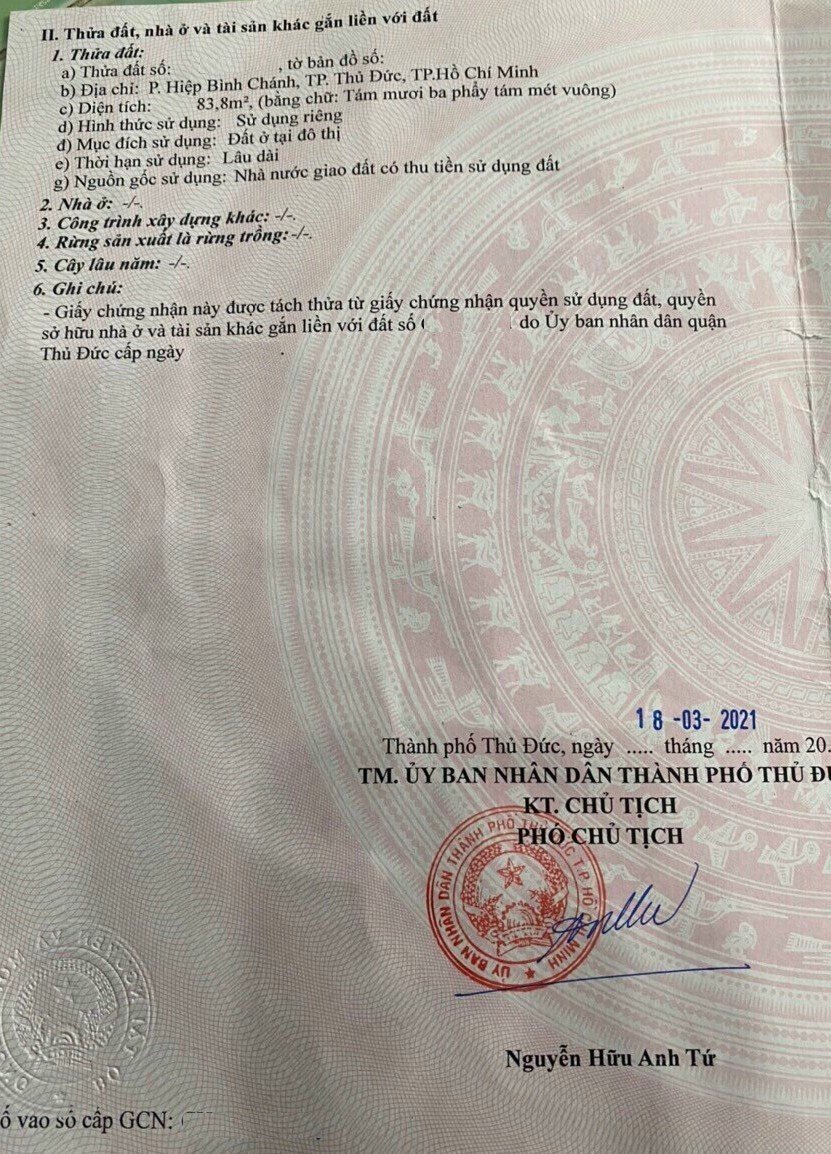 II. Thửa đất, nhà ở và tài sản khác gắn liền với đất
1. Thửa đất:
a) Thửa đất số: , tờ bản đồ số:
b) Địa chỉ: P. Hiệp Bình Chánh, TP. Thủ Đức, TP.Hồ Chí Minh
c) Diện tích: 83,8m², (bằng chữ: Tám mươi ba phẩy tám mét vuông)
d) Hình thức sử dụng: Sử dụng riêng
đ) Mục đích sử dụng: Đất ở tại đô thị
e) Thời hạn sử dụng: Lâu dài
g) Nguồn gốc sử dụng: Nhà nước giao đất có thu tiền sử dụng đất
2. Nhà ở: -/-.
3. Công trình xây dựng khác: -/-.
4. Rừng sản xuất là rừng trồng: -/-.
5. Cây lâu năm: -/-.
6. Ghi chú:
- Giấy chứng nhận này được tách thửa từ giấy chứng nhận quyền sử dụng đất, quyền
sở hữu nhà ở và tài sản khác gắn liền với đất số do Ủy ban nhân dân quận
Thủ Đức cấp ngày
18 -03- 2021
Thành phố Thủ Đức, ngày ..... tháng ..... năm 20.
TM. ỦY BAN NHÂN DÂN THÀNH PHỐ THỦ ĐỨ
KT. CHỦ TỊCH
PHÓ CHỦ TỊCH
ỦY BAN NHÂN DÂN THÀNH PHỐ TH C T.P HỒ C MINH
Nguyễn Hữu Anh Tứ
ố vào sổ cấp GCN: